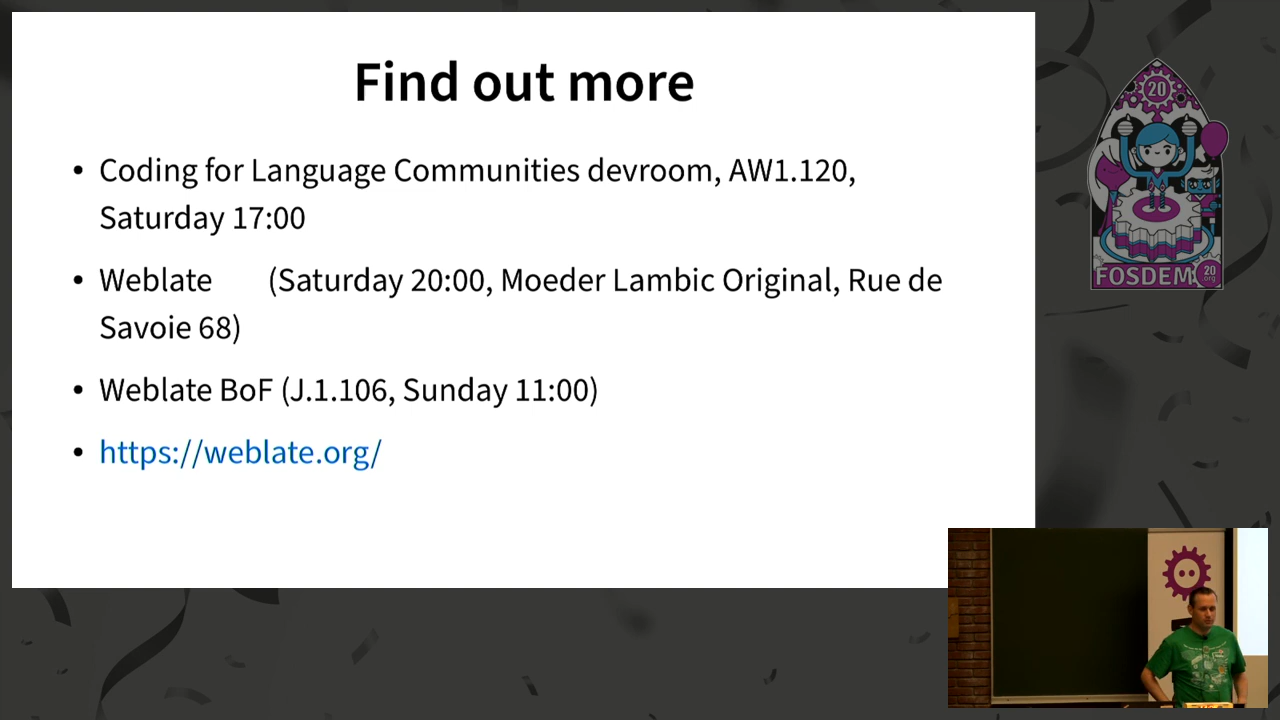 Find out more
• Coding for Language Communities devroom, AW1.120,
Saturday 17:00
• Weblate (Saturday 20:00, Moeder Lambic Original, Rue de
Savoie 68)
• Weblate BoF (J.1.106, Sunday 11:00)
• https://weblate.org/
20
FOSDEM
20
.org